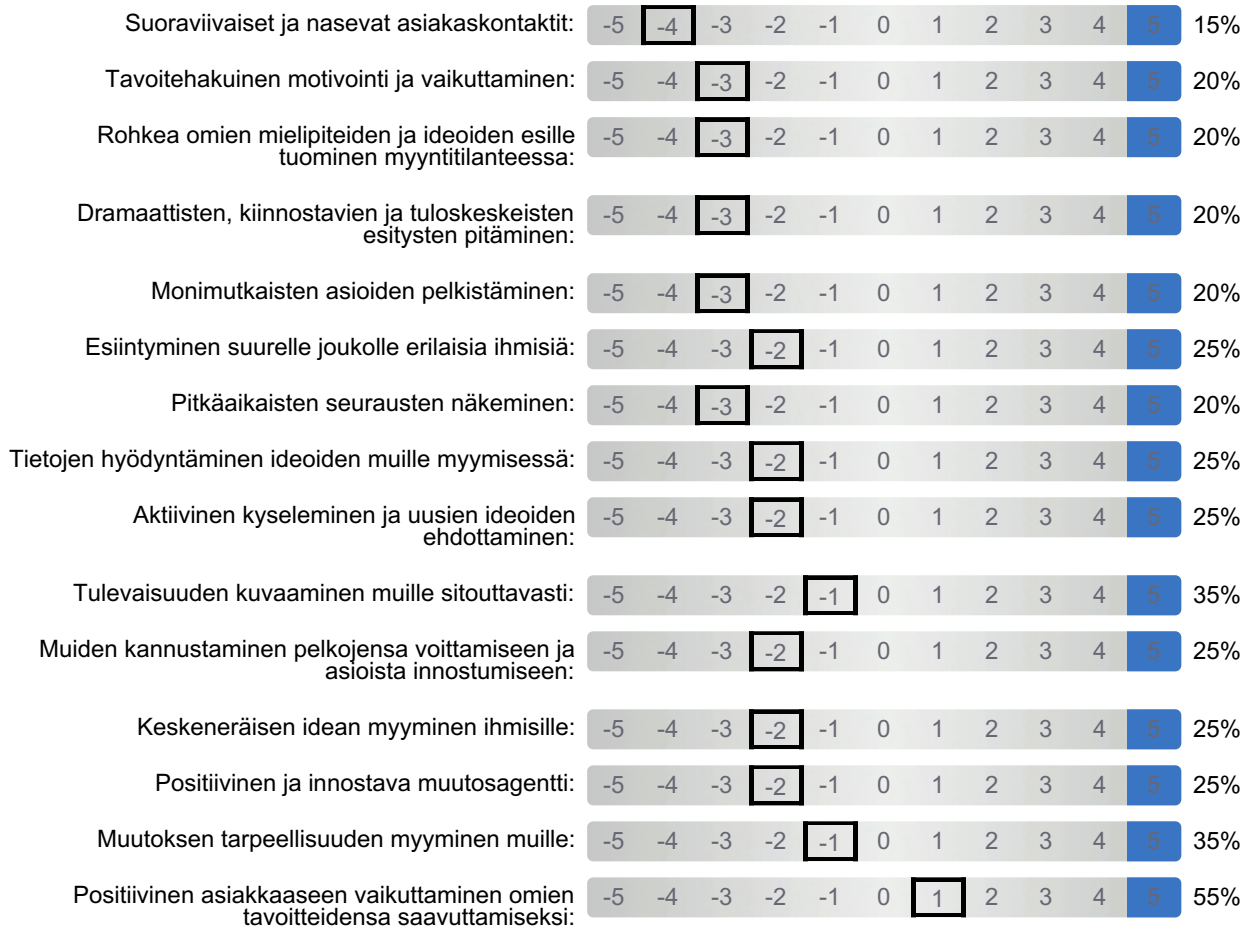 Suoraviivaiset ja nasevat asiakaskontaktit: -5 -4 -3 -2 -1 0 1 2 3 4 5 15%
Tavoitehakuinen motivointi ja vaikuttaminen: -5 -4 -3 -2 -1 0 1 2 3 4 5 20%
Rohkea omien mielipiteiden ja ideoiden esille
tuominen myyntitilanteessa: -5 -4 -3 -2 -1 0 1 2 3 4 5 20%
Dramaattisten, kiinnostavien ja tuloskeskeisten
esitysten pitäminen: -5 -4 -3 -2 -1 0 1 2 3 4 5 20%
Monimutkaisten asioiden pelkistäminen: -5 -4 -3 -2 -1 0 1 2 3 4 5 20%
Esiintyminen suurelle joukolle erilaisia ihmisiä: -5 -4 -3 -2 -1 0 1 2 3 4 5 25%
Pitkäaikaisten seurausten näkeminen: -5 -4 -3 -2 -1 0 1 2 3 4 5 20%
Tietojen hyödyntäminen ideoiden muille myymisessä: -5 -4 -3 -2 -1 0 1 2 3 4 5 25%
Aktiivinen kyseleminen ja uusien ideoiden
ehdottaminen: -5 -4 -3 -2 -1 0 1 2 3 4 5 25%
Tulevaisuuden kuvaaminen muille sitouttavasti: -5 -4 -3 -2 -1 0 1 2 3 4 5 35%
Muiden kannustaminen pelkojensa voittamiseen ja
asioista innostumiseen: -5 -4 -3 -2 -1 0 1 2 3 4 5 25%
Keskeneräisen idean myyminen ihmisille: -5 -4 -3 -2 -1 0 1 2 3 4 5 25%
Positiivinen ja innostava muutosagentti: -5 -4 -3 -2 -1 0 1 2 3 4 5 25%
Muutoksen tarpeellisuuden myyminen muille: -5 -4 -3 -2 -1 0 1 2 3 4 5 35%
Positiivinen asiakkaaseen vaikuttaminen omien
tavoitteidensa saavuttamiseksi: -5 -4 -3 -2 -1 0 1 2 3 4 5 55%